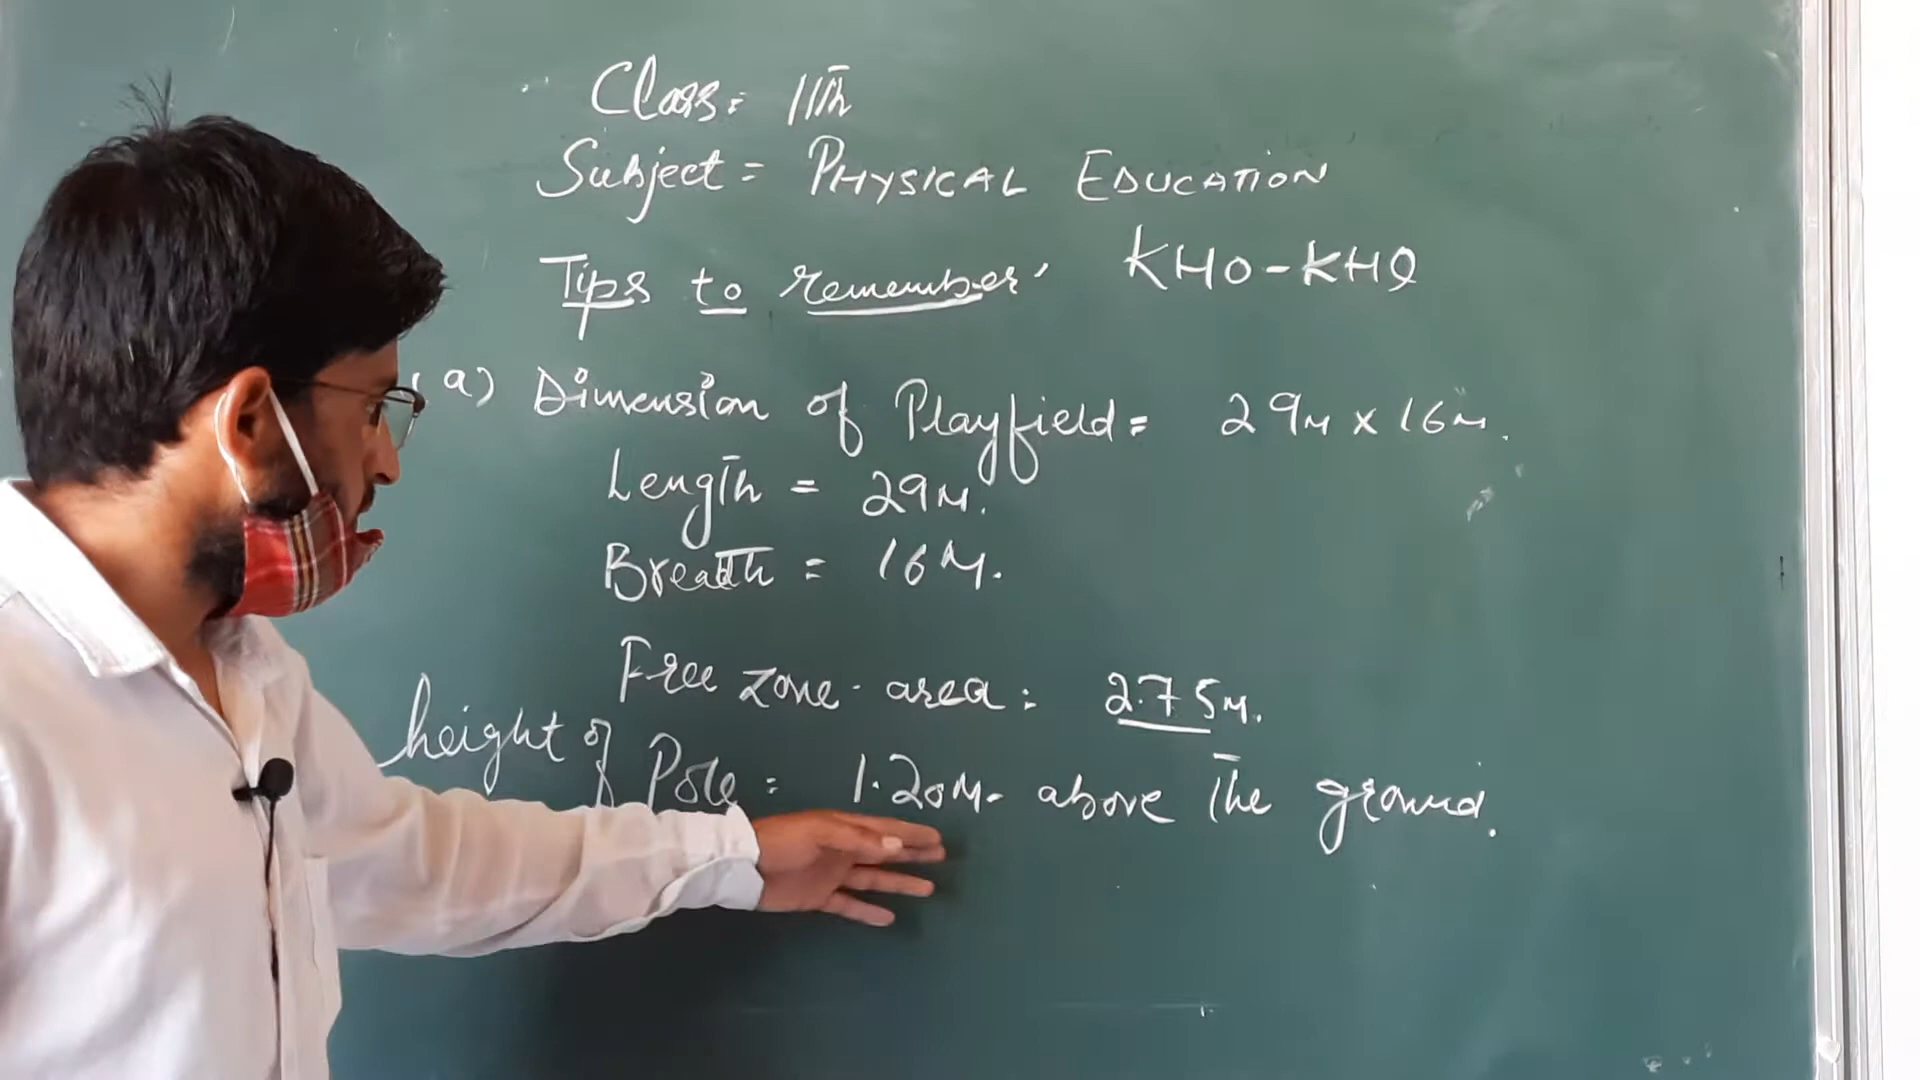 Class: 11th
Subject = PHYSICAL EDUCATION
Tips to remember' KHO-KHO
a) Dimension of Playfield = 29M x 16M.
Length = 29M.
Breadth = 16M.
Free zone-area: 2.75M.
height of Pole: 1.20M. above the ground.